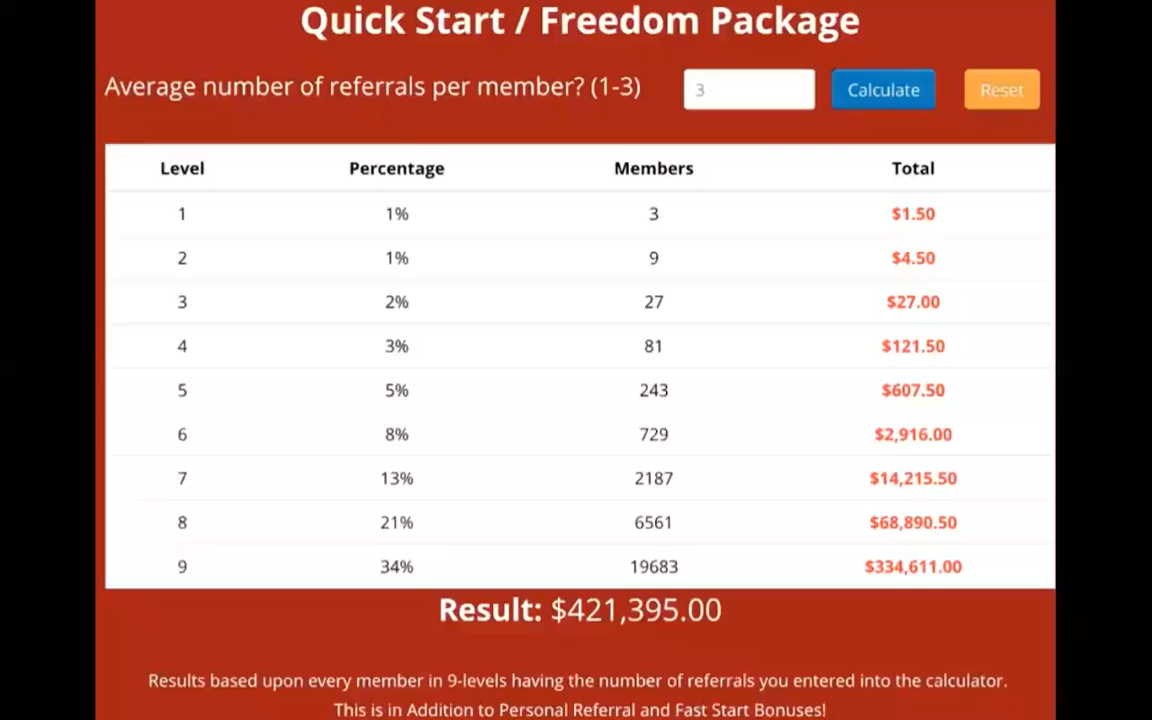 Quick Start / Freedom Package
Average number of referrals per member? (1-3) 3 Calculate Reset
Level Percentage Members Total
1 1% 3 $1.50
2 1% 9 $4.50
3 2% 27 $27.00
4 3% 81 $121.50
5 5% 243 $607.50
6 8% 729 $2,916.00
7 13% 2187 $14,215.50
8 21% 6561 $68,890.50
9 34% 19683 $334,611.00
Result: $421,395.00
Results based upon every member in 9-levels having the number of referrals you entered into the calculator.
This is in Addition to Personal Referral and Fast Start Bonuses!